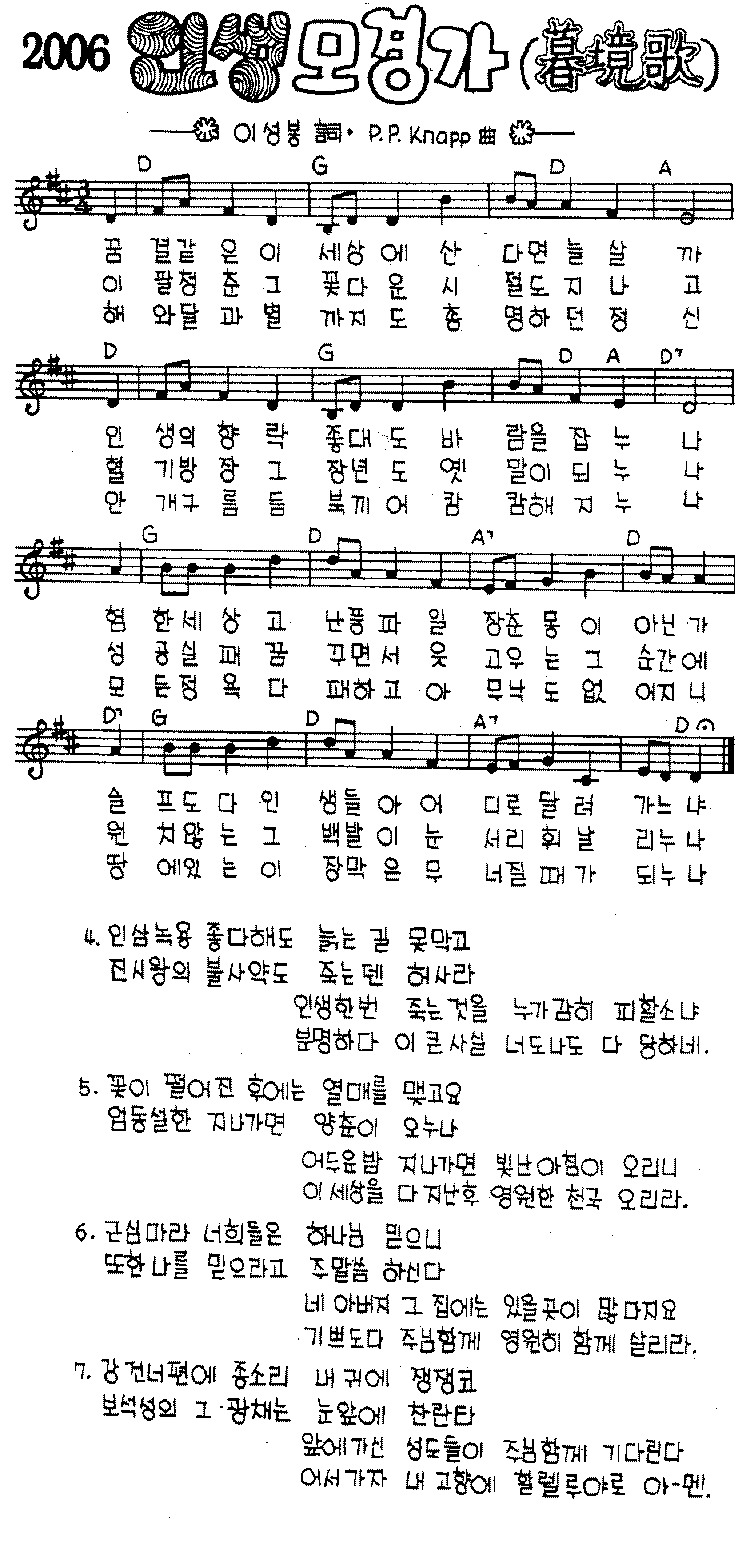 2006 인생모경가 (暮境歌)
이성봉 詞· P.P. Knapp 曲
D G D A
꿈 결같 은 이 세상 에 산 다면 늘 살 까
이 팔청 춘 그 꽃다 운 시 절도 지 나 고
해 와달 과 별 까지 도 총 명하 던 정 신
D G D A D7
인 생의 향 락 좋대 도 바 람을 잡 누 나
혈 기방 장 그 장년 도 옛 말이 되 누 나
안 개구 름 들 북끼 어 캄 캄해 지 누 나
G D A7 D
험 한세 상 고 난풍 파 일 장춘 몽 이 아닌 가
성 공실 패 꿈 꾸면 서 웃 고우 는 그 순간 에
모 든정 욕 다 패하 고 아 무낙 도 없 어지 니
D7 G D A7 D
슬 프도 다 인 생들 아 어 디로 달 려 가느 냐
원 치않 는 그 백발 이 눈 서리 휘 날 리누 나
땅 에있 는 이 장막 은 무 너질 때 가 되누 나
4. 인삼녹용 좋다해도 늙는 길 못막고
진시왕의 불사약도 죽는덴 허사라
인생한번 죽는것을 누가감히 피할소냐
분명하다 이 큰사실 너도나도 다 당하네.
5. 꽃이 떨어진 후에는 열매를 맺고요
엄동설한 지나가면 양춘이 오누나
어두운밤 지나가면 빛난아침이 오리니
이 세상을 다 지난후 영원한 천국 오리라.
6. 근심마라 너희들은 하나님 믿으니
또한나를 믿으라고 주말씀 하신다
네 아버지 그 집에는 있을곳이 많다지요
기쁘도다 주님함께 영원히 함께 살리라.
7. 강 건너편에 종소리 내 귀에 쟁쟁코
보석성의 그 광채는 눈앞에 찬란타
앞에가신 성도들이 주님함께 기다린다
어서가자 내 고향에 할렐루야로 아-멘.